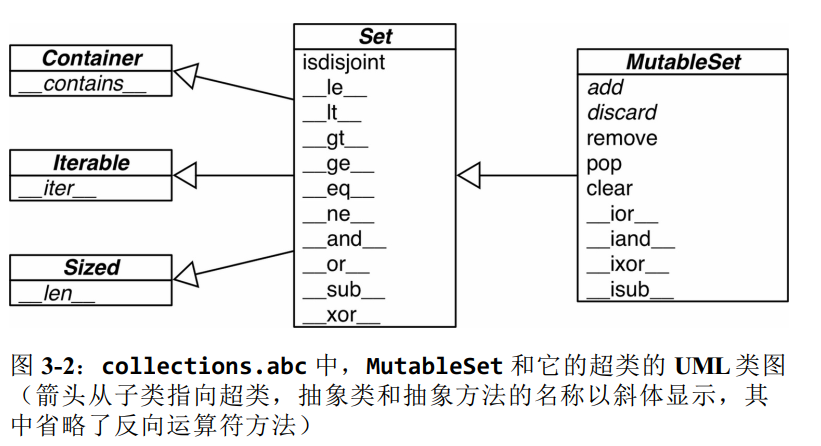 Container
__contains__
Iterable
__iter__
Sized
__len__
Set
isdisjoint
__le__
__lt__
__gt__
__ge__
__eq__
__ne__
__and__
__or__
__sub__
__xor__
MutableSet
add
discard
remove
pop
clear
__ior__
__iand__
__ixor__
__isub__
图 3-2：collections.abc 中，MutableSet 和它的超类的 UML 类图
（箭头从子类指向超类，抽象类和抽象方法的名称以斜体显示，其
中省略了反向运算符方法）